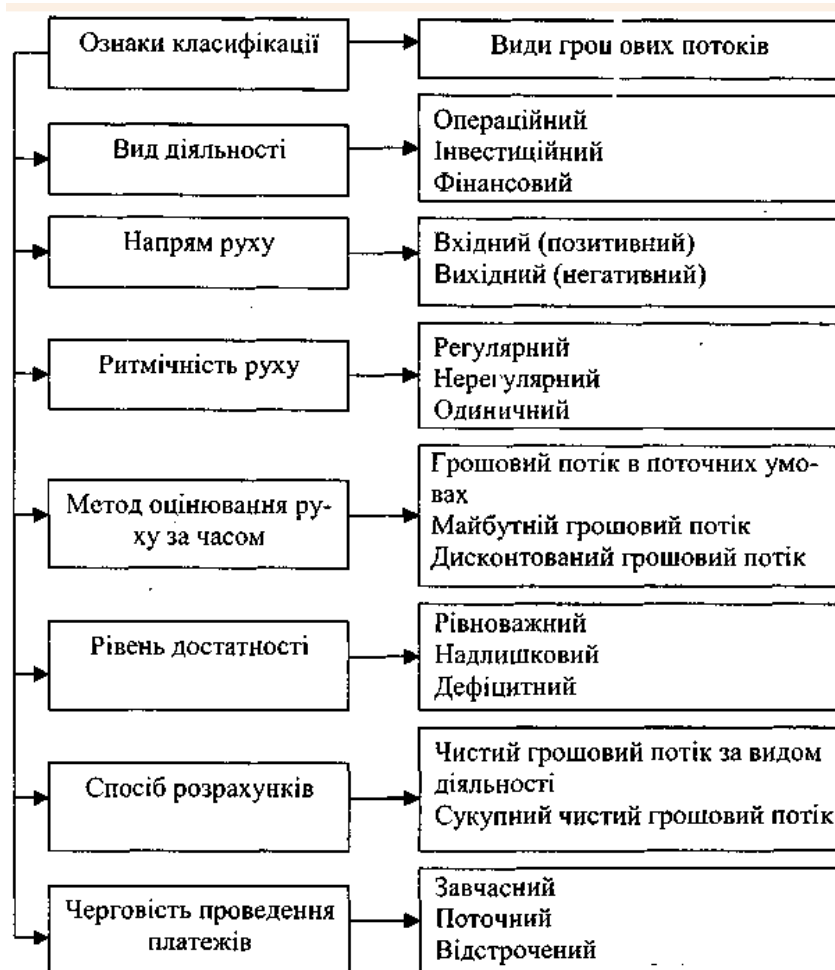 Ознаки класифікації
Види грошових потоків
Вид діяльності
Операційний
Інвестиційний
Фінансовий
Напрям руху
Вхідний (позитивний)
Вихідний (негативний)
Ритмічність руху
Регулярний
Нерегулярний
Одиничний
Метод оцінювання ру-
ху за часом
Грошовий потік в поточних умо-
вах
Майбутній грошовий потік
Дисконтований грошовий потік
Рівень достатності
Рівноважний
Надлишковий
Дефіцитний
Спосіб розрахунків
Чистий грошовий потік за видом
діяльності
Сукупний чистий грошовий потік
Черговість проведення
платежів
Завчасний
Поточний
Відстрочений